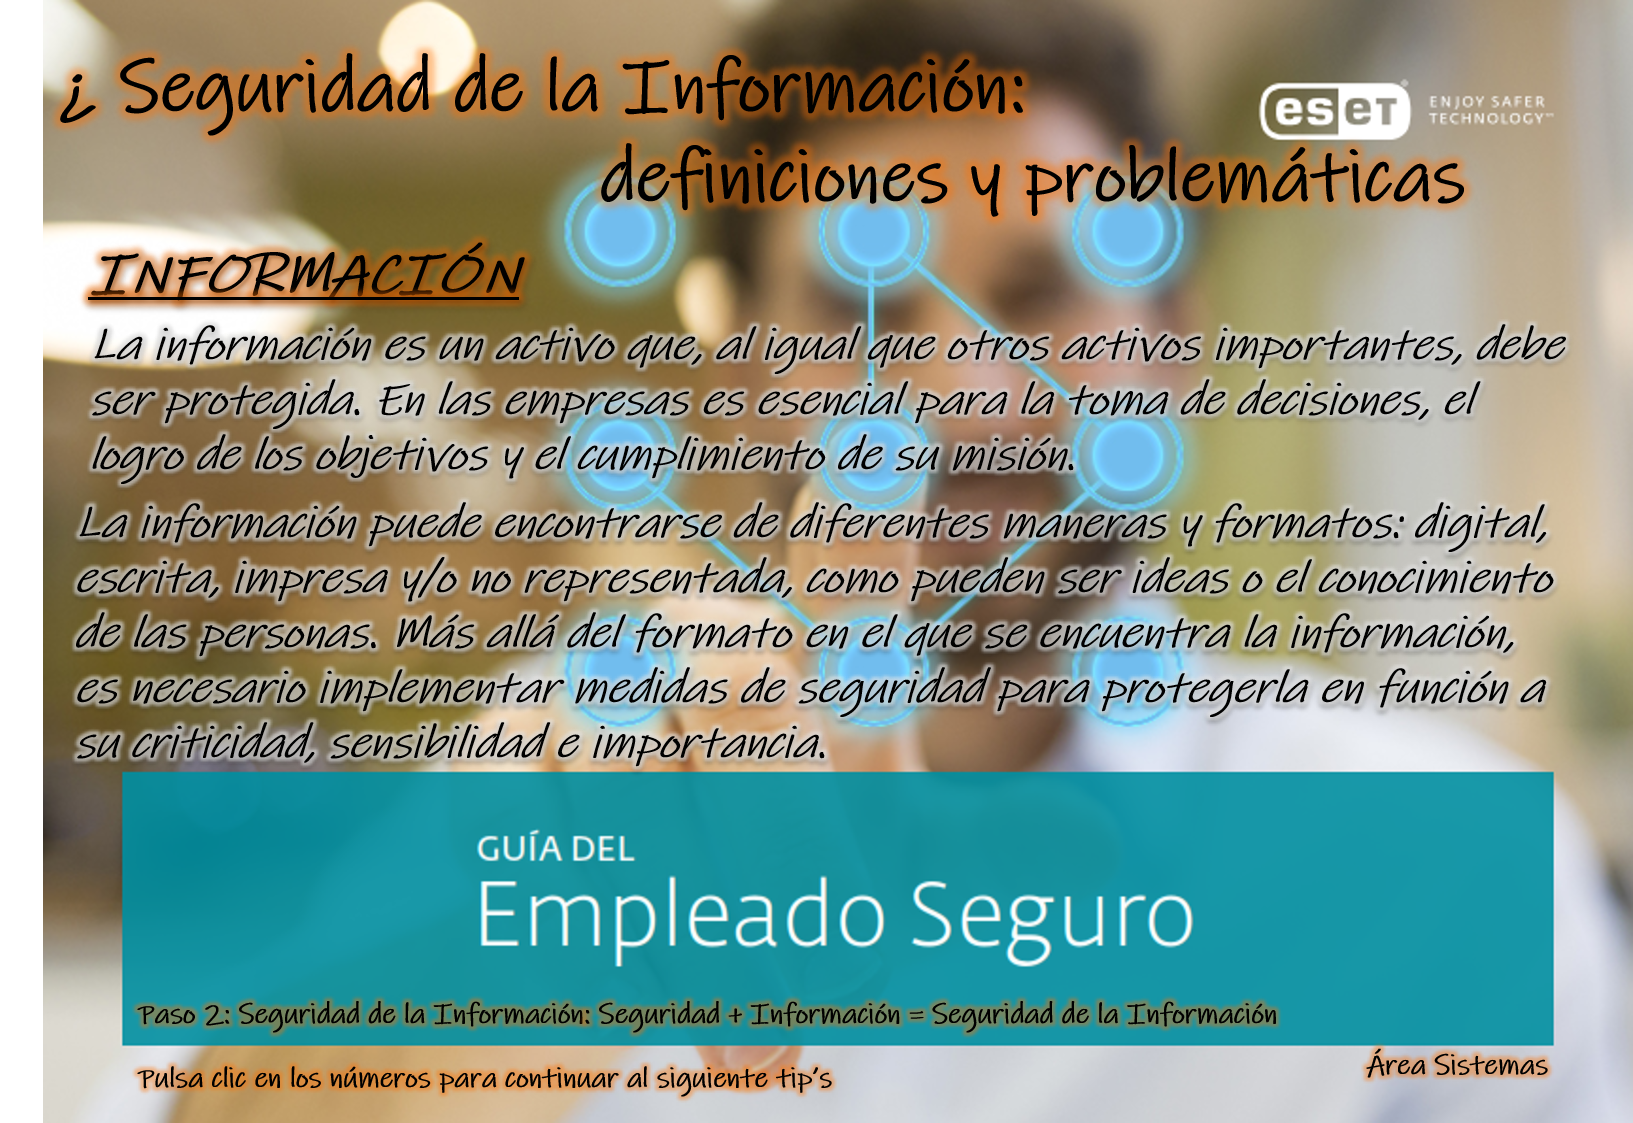 ¿ Seguridad de la Información:
eseT® ENJOY SAFER
TECHNOLOGY™
definiciones y problemáticas
INFORMACIÓN
La información es un activo que, al igual que otros activos importantes, debe
ser protegida. En las empresas es esencial para la toma de decisiones, el
logro de los objetivos y el cumplimiento de su misión.
La información puede encontrarse de diferentes maneras y formatos: digital,
escrita, impresa y/o no representada, como pueden ser ideas o el conocimiento
de las personas. Más allá del formato en el que se encuentra la información,
es necesario implementar medidas de seguridad para protegerla en función a
su criticidad, sensibilidad e importancia.
GUÍA DEL
Empleado Seguro
Paso 2: Seguridad de la Información: Seguridad + Información = Seguridad de la Información
Área Sistemas
Pulsa clic en los números para continuar al siguiente tip's